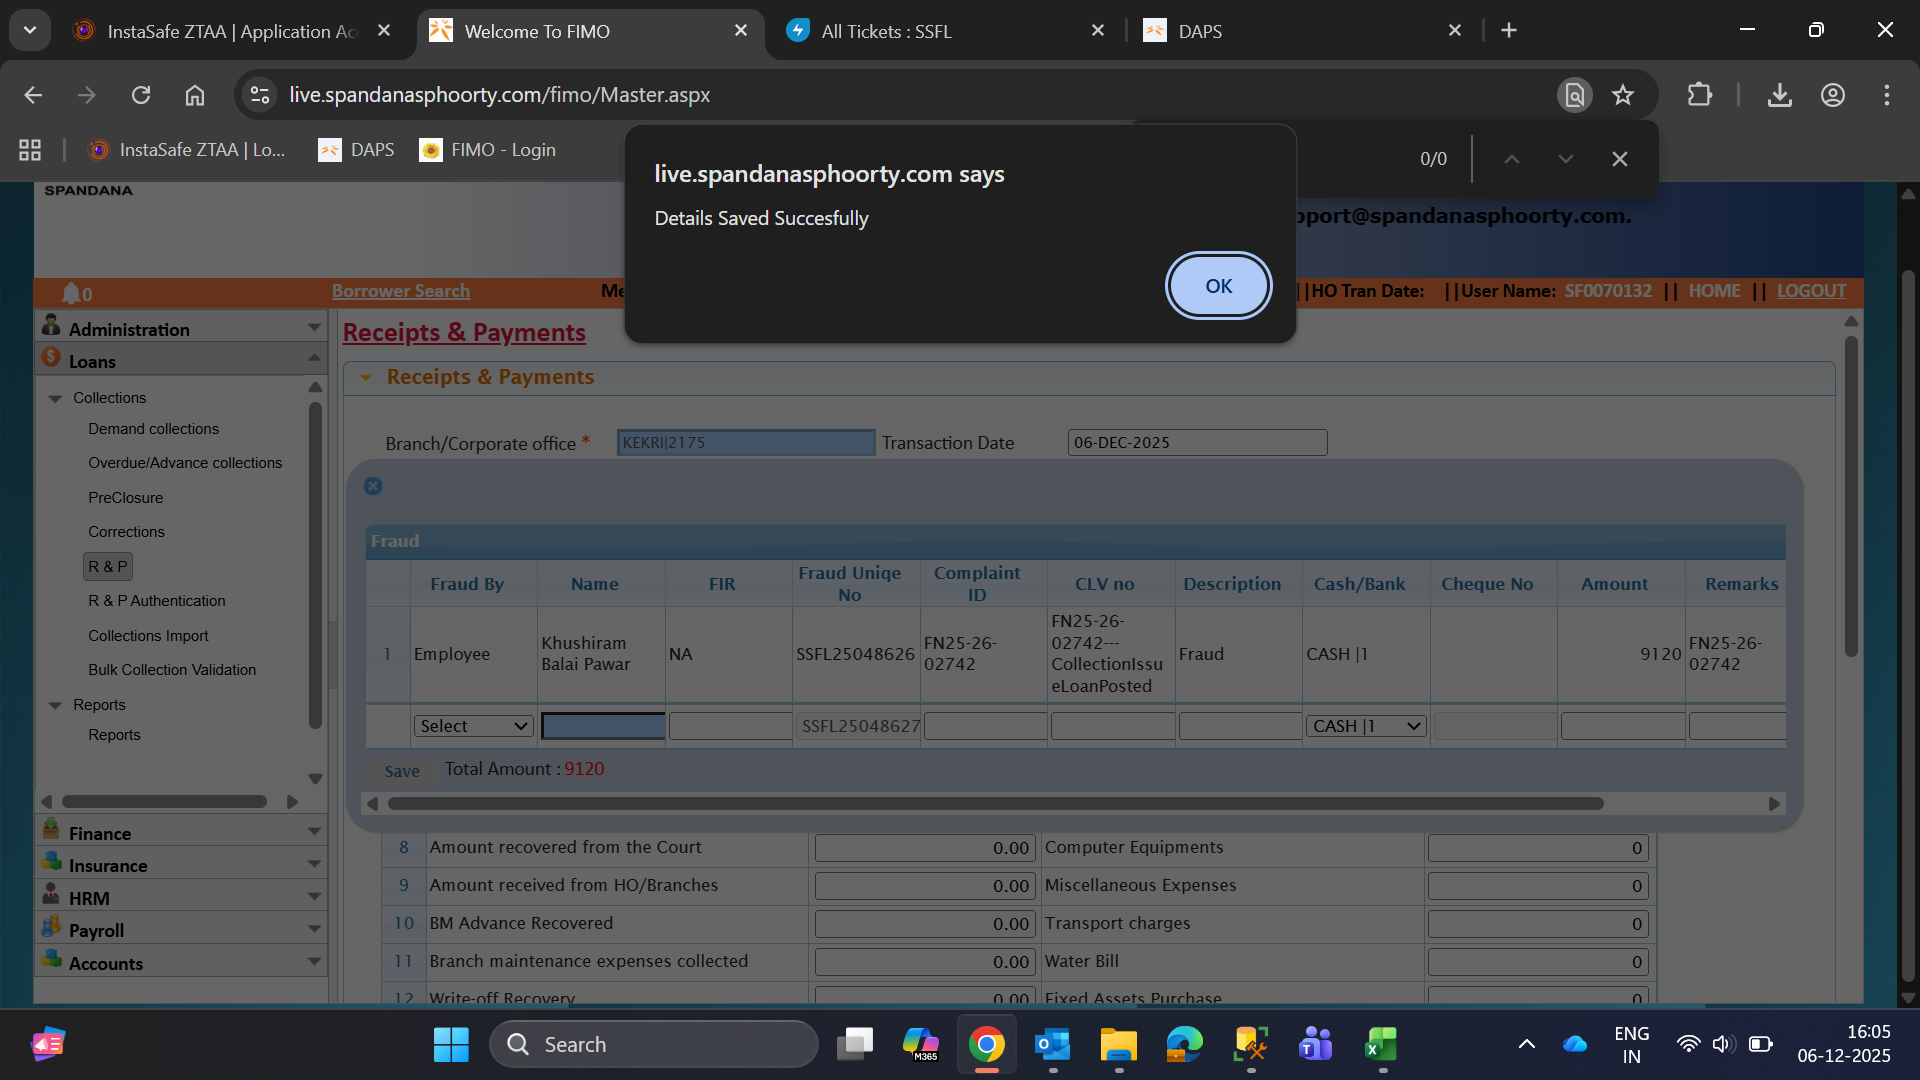 InstaSafe ZTAA | Application Acc
Welcome To FIMO
All Tickets : SSFL
DAPS
live.spandanasphoorty.com/fimo/Master.aspx
InstaSafe ZTAA | Lo...
DAPS
FIMO - Login
0/0
live.spandanasphoorty.com says
Details Saved Succesfully
OK
SPANDANA
pport@spandanasphoorty.com.
0
Borrower Search
Me
||HO Tran Date: ||User Name: SF0070132 || HOME || LOGOUT
Administration
Loans
Collections
Demand collections
Overdue/Advance collections
PreClosure
Corrections
R & P
R & P Authentication
Collections Import
Bulk Collection Validation
Reports
Reports
Finance
Insurance
HRM
Payroll
Accounts
Receipts & Payments
Receipts & Payments
Branch/Corporate office * KEKRI|2175 Transaction Date 06-DEC-2025
Fraud
Fraud By Name FIR Fraud Uniqe No Complaint ID CLV no Description Cash/Bank Cheque No Amount Remarks
1 Employee Khushiram Balai Pawar NA SSFL25048626 FN25-26-02742 FN25-26-02742---CollectionIssueLoanPosted Fraud CASH |1 9120 FN25-26-02742
Select SSFL25048627 CASH |1
Save Total Amount : 9120
8 Amount recovered from the Court 0.00 Computer Equipments 0
9 Amount received from HO/Branches 0.00 Miscellaneous Expenses 0
10 BM Advance Recovered 0.00 Transport charges 0
11 Branch maintenance expenses collected 0.00 Water Bill 0
12 Write-off Recovery 0.00 Fixed Assets Purchase 0
Search
M365
ENG
IN
16:05
06-12-2025